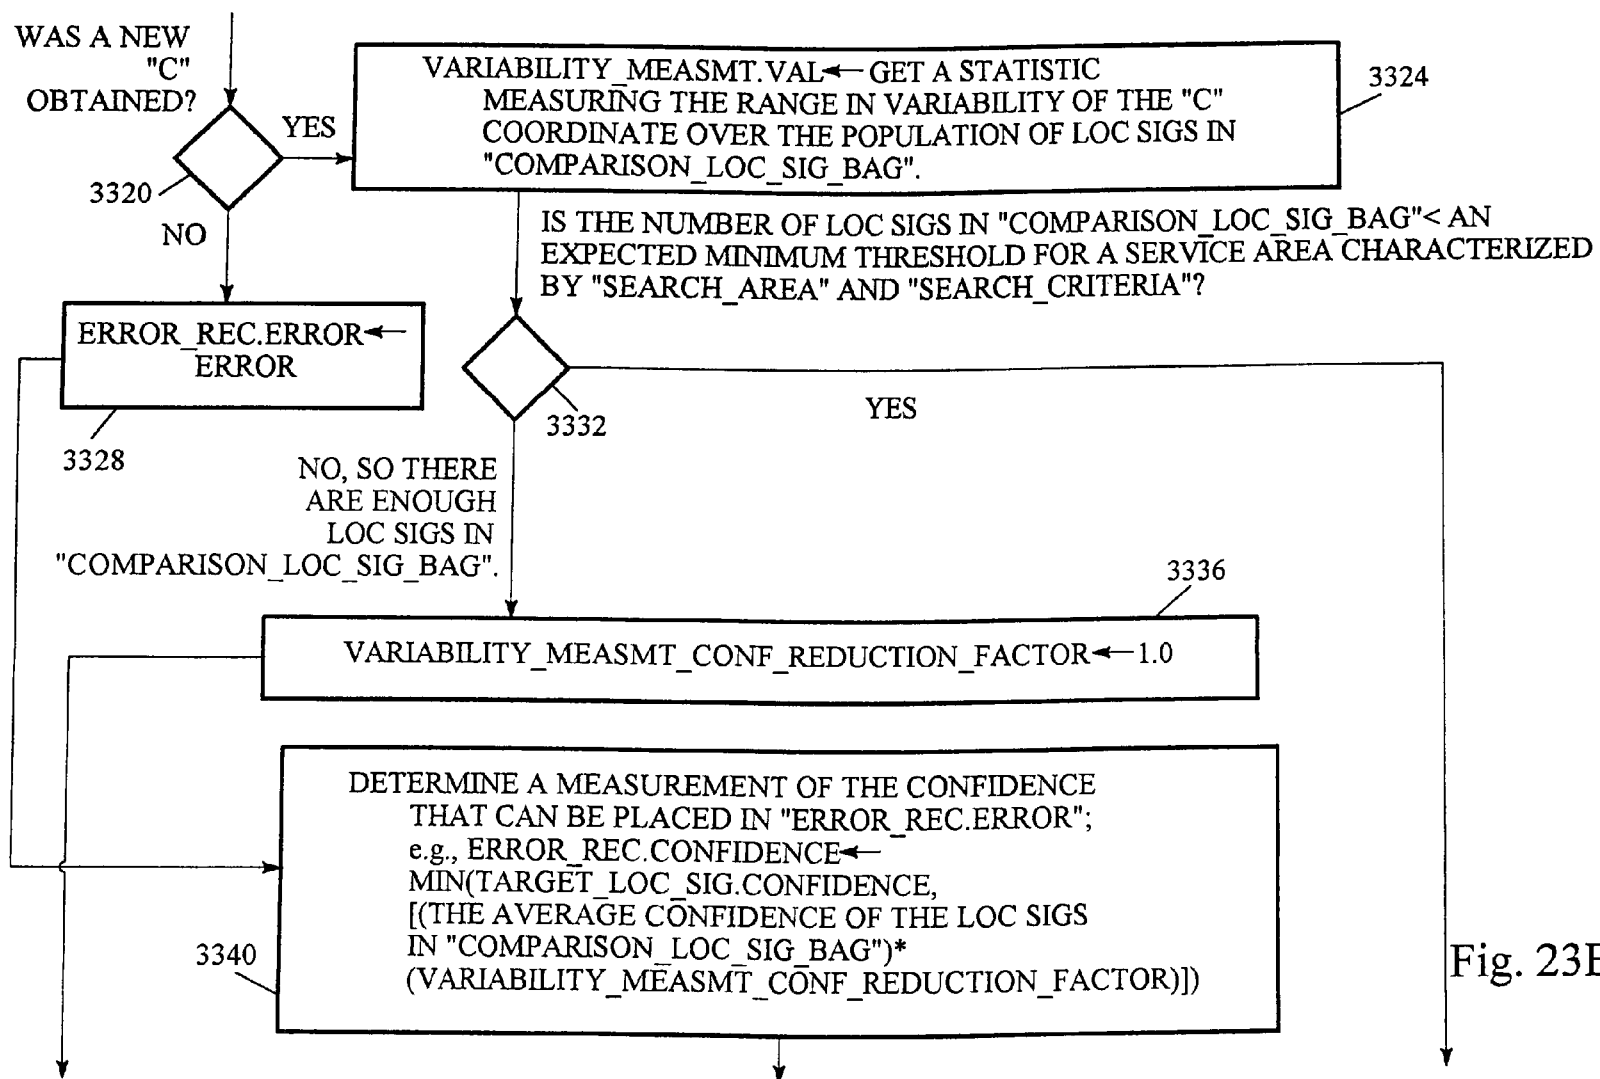 WAS A NEW
"C"
OBTAINED?
YES
3320
NO
VARIABILITY_MEASMT.VAL←GET A STATISTIC
MEASURING THE RANGE IN VARIABILITY OF THE "C"
COORDINATE OVER THE POPULATION OF LOC SIGS IN
"COMPARISON_LOC_SIG_BAG".
3324
IS THE NUMBER OF LOC SIGS IN "COMPARISON_LOC_SIG_BAG"< AN
EXPECTED MINIMUM THRESHOLD FOR A SERVICE AREA CHARACTERIZED
BY "SEARCH_AREA" AND "SEARCH_CRITERIA"?
ERROR_REC.ERROR←
ERROR
3328
3332
YES
NO, SO THERE
ARE ENOUGH
LOC SIGS IN
"COMPARISON_LOC_SIG_BAG".
3336
VARIABILITY_MEASMT_CONF_REDUCTION_FACTOR←1.0
DETERMINE A MEASUREMENT OF THE CONFIDENCE
THAT CAN BE PLACED IN "ERROR_REC.ERROR";
e.g., ERROR_REC.CONFIDENCE←
MIN(TARGET_LOC_SIG.CONFIDENCE,
[(THE AVERAGE CONFIDENCE OF THE LOC SIGS
IN "COMPARISON_LOC_SIG_BAG")*
(VARIABILITY_MEASMT_CONF_REDUCTION_FACTOR)])
3340
Fig.